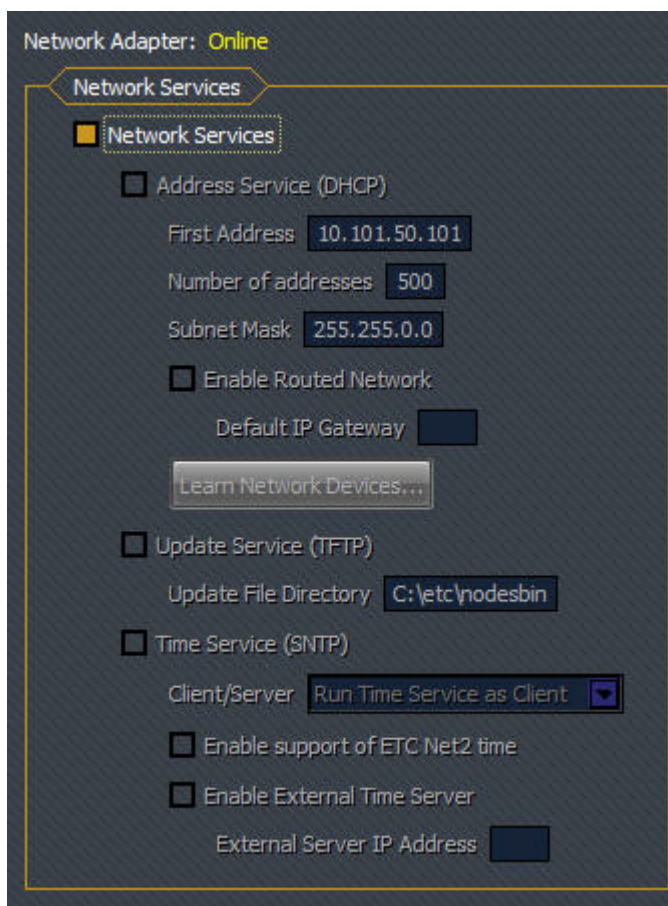 Network Adapter: Online
Network Services
Network Services
Address Service (DHCP)
First Address 10.101.50.101
Number of addresses 500
Subnet Mask 255.255.0.0
Enable Routed Network
Default IP Gateway
Learn Network Devices...
Update Service (TFTP)
Update File Directory C:\etc\nodesbin
Time Service (SNTP)
Client/Server Run Time Service as Client
Enable support of ETC Net2 time
Enable External Time Server
External Server IP Address